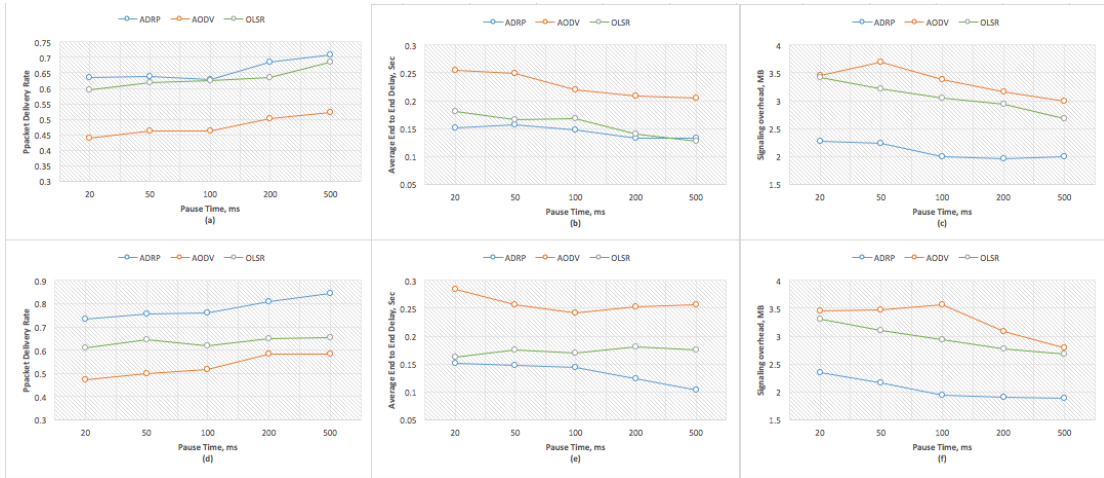 ADRP AODV OLSR
Ppacket Delivery Rate
0.75
0.7
0.65
0.6
0.55
0.5
0.45
0.4
0.35
0.3
20 50 100 200 500
Pause Time, ms
(a)
ADRP AODV OLSR
Average End to End Delay, Sec
0.3
0.25
0.2
0.15
0.1
0.05
20 50 100 200 500
Pause Time, ms
(b)
ADRP AODV OLSR
Signaling overhead, MB
4
3.5
3
2.5
2
1.5
20 50 100 200 500
Pause Time, ms
(c)
ADRP AODV OLSR
Ppacket Delivery Rate
0.9
0.8
0.7
0.6
0.5
0.4
0.3
20 50 100 200 500
Pause Time, ms
(d)
ADRP AODV OLSR
Average End to End Delay, Sec
0.3
0.25
0.2
0.15
0.1
0.05
20 50 100 200 500
Pause Time, ms
(e)
ADRP AODV OLSR
Signaling overhead, MB
4
3.5
3
2.5
2
1.5
20 50 100 200 500
Pause Time, ms
(f)